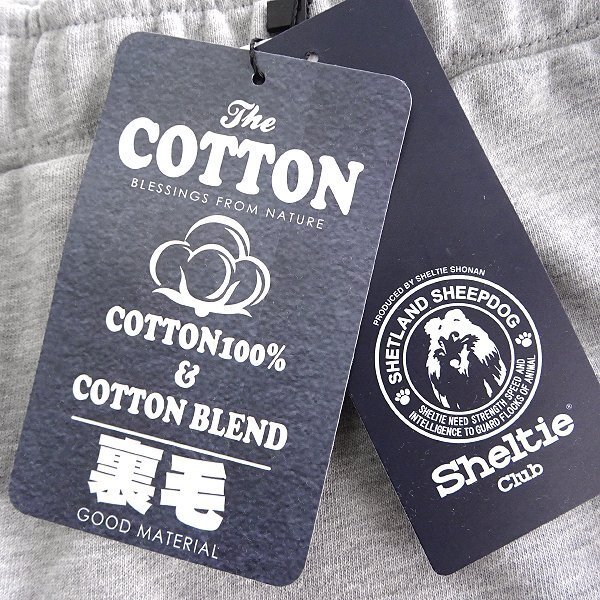 The
COTTON
BLESSINGS FROM NATURE
COTTON100%
&
COTTON BLEND
裏毛
GOOD MATERIAL
PRODUCED BY SHELTIE SHONAN
SHETLAND SHEEPDOG
SHELTIE NEED STRENGTH SPEED AND
INTELLIGENCE TO GUARD FLOCKS OF ANIMAL
Sheltie®
Club